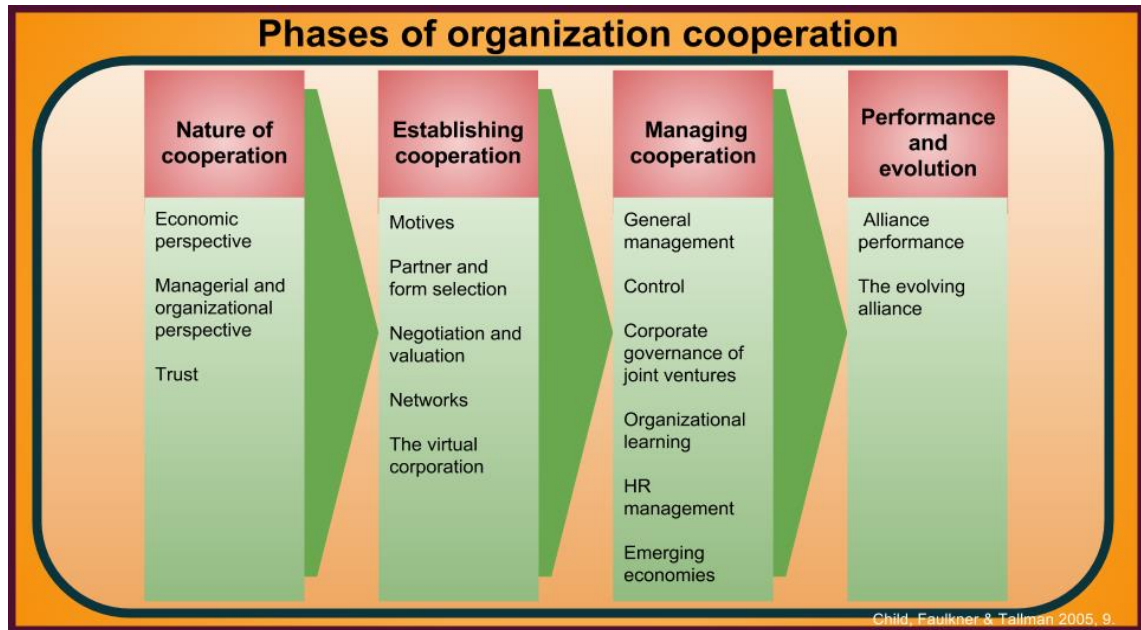 Phases of organization cooperation
Nature of
cooperation
Economic
perspective
Managerial and
organizational
perspective
Trust
Establishing
cooperation
Motives
Partner and
form selection
Negotiation and
valuation
Networks
The virtual
corporation
Managing
cooperation
General
management
Control
Corporate
governance of
joint ventures
Organizational
learning
HR
management
Emerging
economies
Performance
and
evolution
Alliance
performance
The evolving
alliance
Child, Faulkner & Tallman 2005, 9.